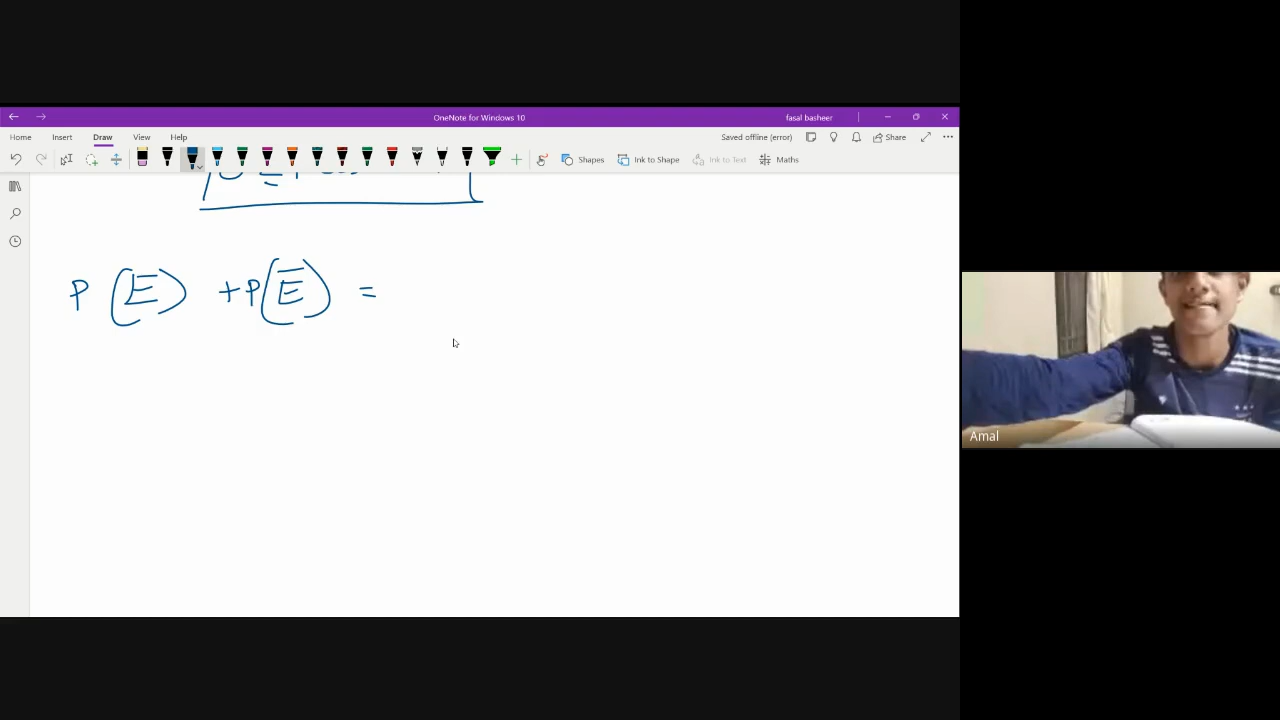 OneNote for Windows 10
fasal basheer
Home Insert Draw View Help
Saved offline (error)
Share
Shapes
Ink to Shape
Ink to Text
Maths
P (E) + P(E̅) =
Amal